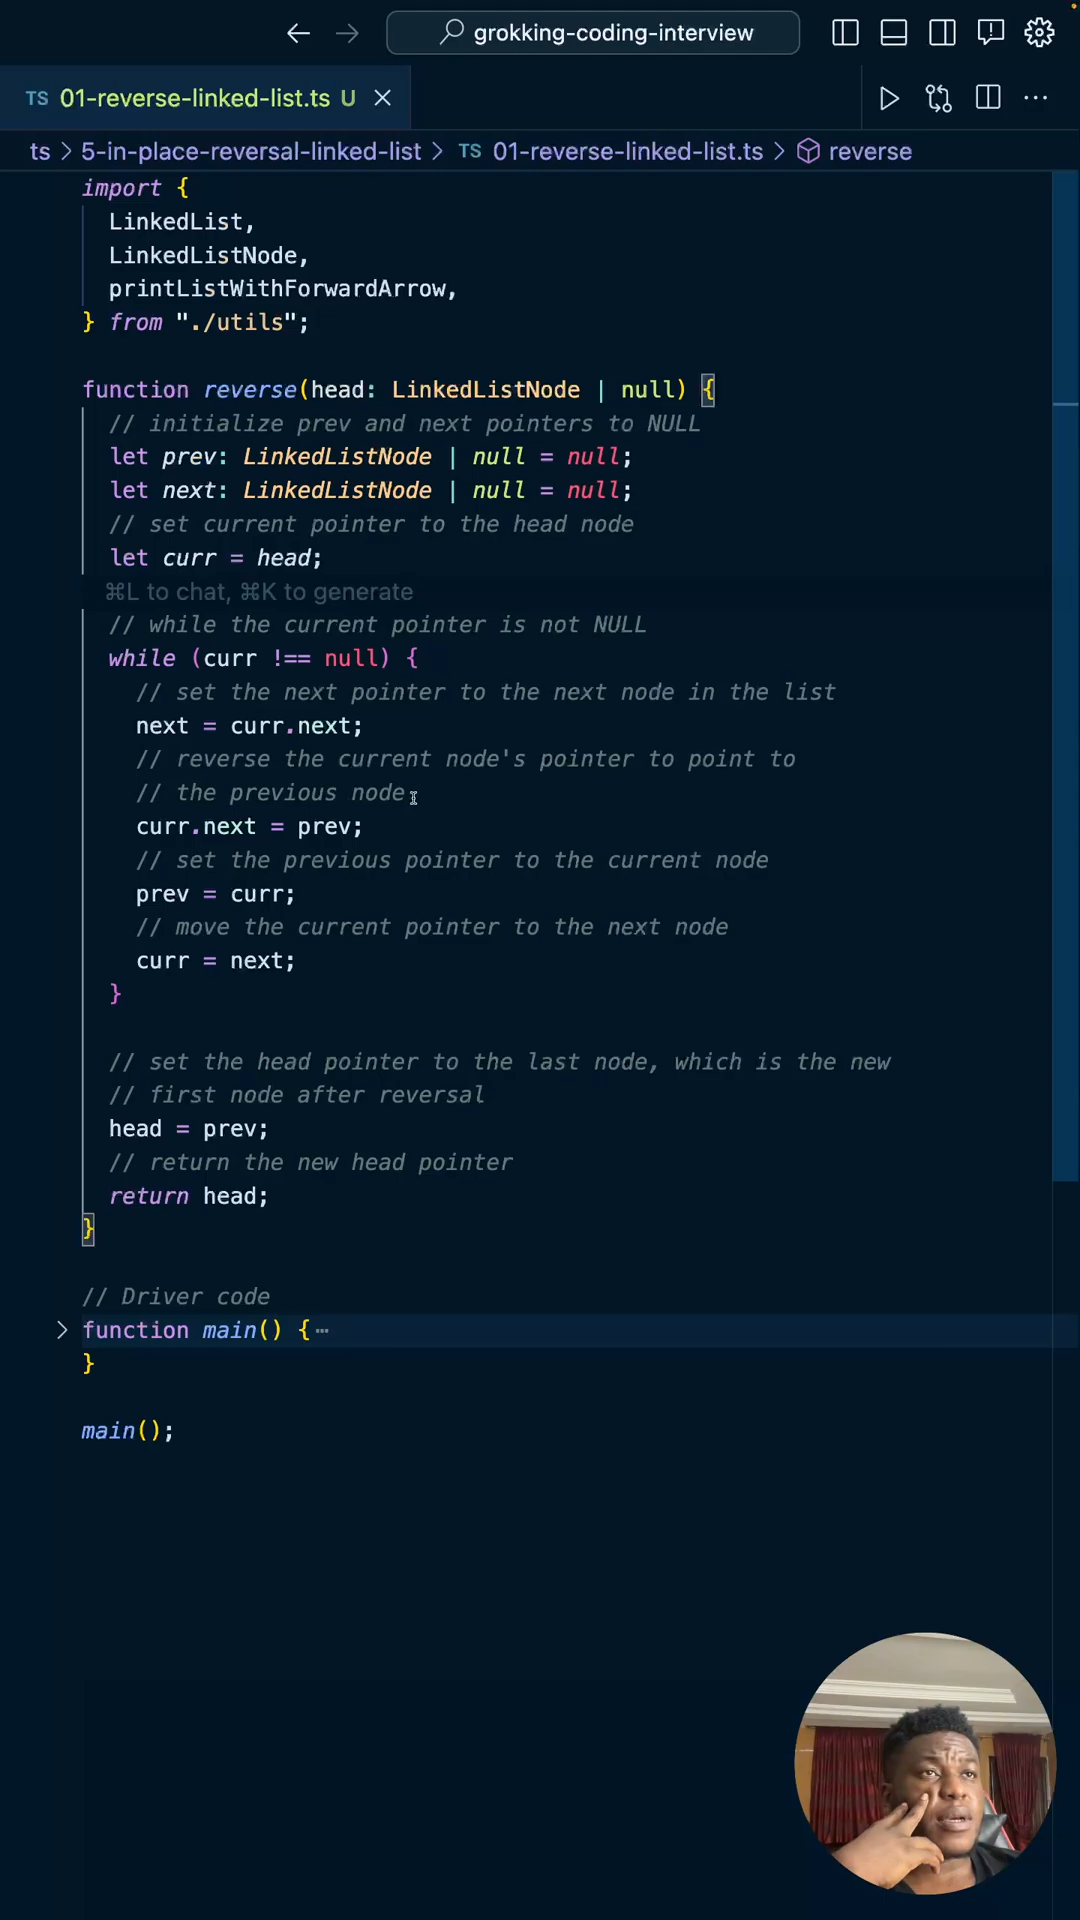 grokking-coding-interview
TS 01-reverse-linked-list.ts U
ts > 5-in-place-reversal-linked-list > TS 01-reverse-linked-list.ts > reverse
import {
LinkedList,
LinkedListNode,
printListWithForwardArrow,
} from "./utils";
function reverse(head: LinkedListNode | null) {
// initialize prev and next pointers to NULL
let prev: LinkedListNode | null = null;
let next: LinkedListNode | null = null;
// set current pointer to the head node
let curr = head;
⌘L to chat, ⌘K to generate
// while the current pointer is not NULL
while (curr !== null) {
// set the next pointer to the next node in the list
next = curr.next;
// reverse the current node's pointer to point to
// the previous node
curr.next = prev;
// set the previous pointer to the current node
prev = curr;
// move the current pointer to the next node
curr = next;
}
// set the head pointer to the last node, which is the new
// first node after reversal
head = prev;
// return the new head pointer
return head;
}
// Driver code
function main() { ⋯
}
main();